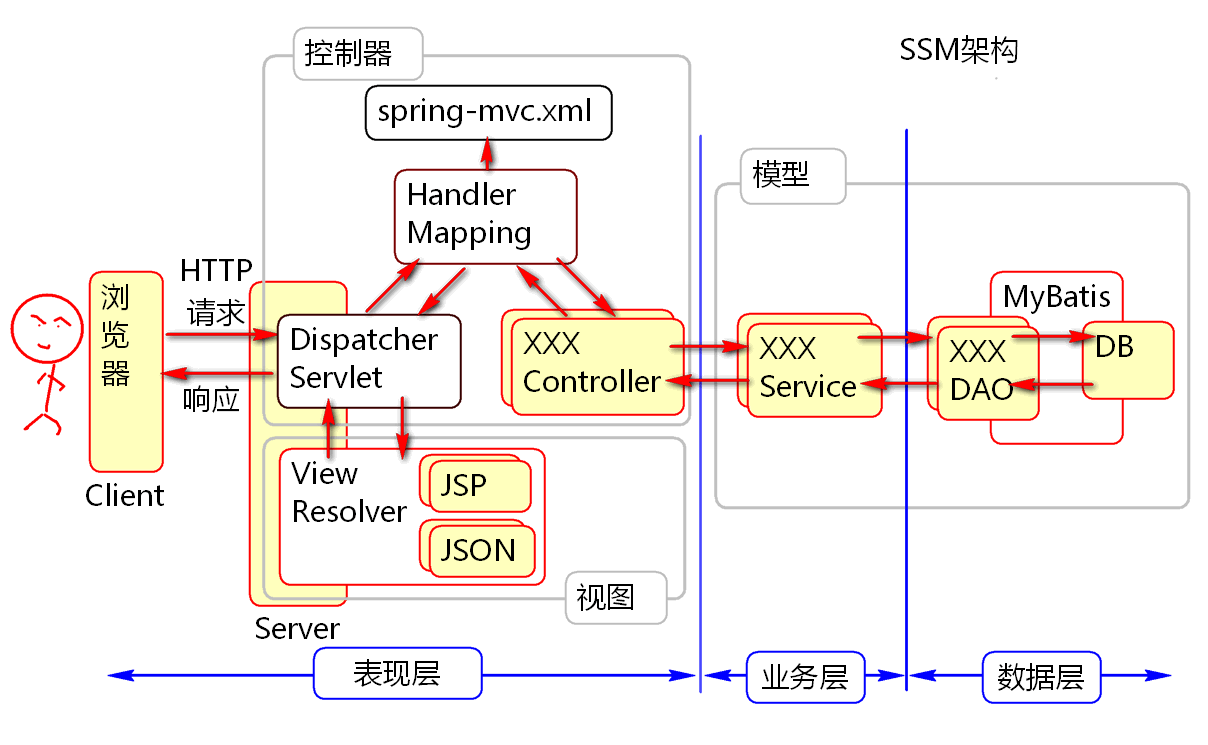 SSM架构
控制器
spring-mvc.xml
Handler
Mapping
模型
HTTP
请求
响应
浏
览
器
Client
Dispatcher
Servlet
XXX
Controller
XXX
Service
MyBatis
XXX
DAO
DB
View
Resolver
JSP
JSON
视图
Server
表现层
业务层
数据层